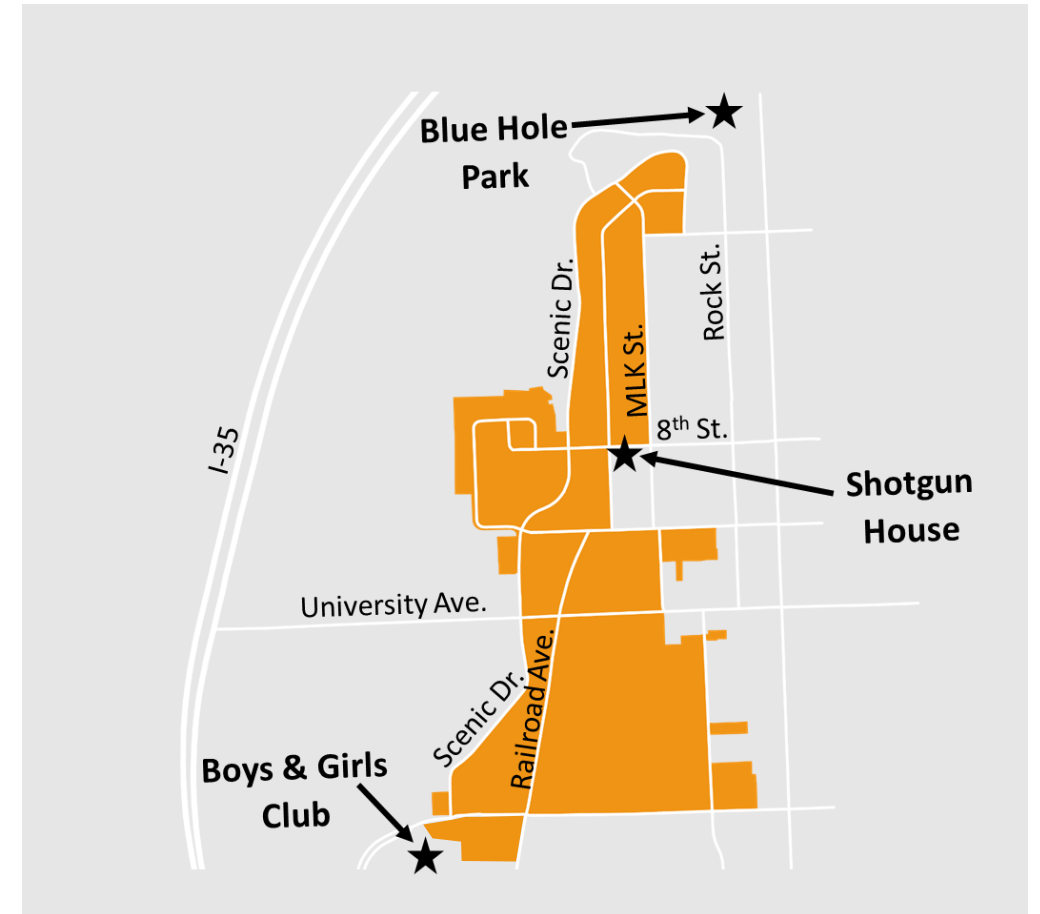 Blue Hole
Park
Scenic Dr.
Rock St.
MLK St.
8th St.
I-35
Shotgun
House
University Ave.
Scenic Dr.
Railroad Ave.
Boys & Girls
Club